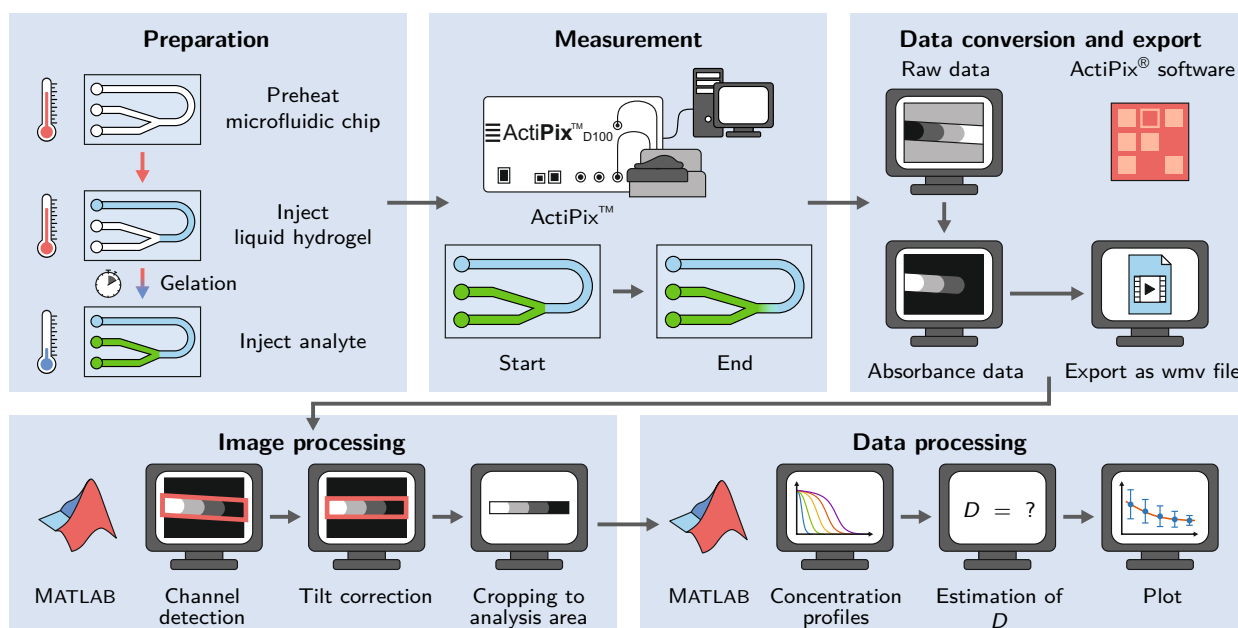 Preparation
Preheat
microfluidic chip
Inject
liquid hydrogel
Gelation
Inject analyte
Measurement
ActiPix™ D100
ActiPix™
Start
End
Data conversion and export
Raw data
ActiPix® software
Absorbance data
Export as wmv file
Image processing
MATLAB
Channel
detection
Tilt correction
Cropping to
analysis area
Data processing
MATLAB
Concentration
profiles
D = ?
Estimation of
D
Plot